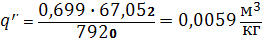 q'' = 0,699 · 67,052 / 7920 = 0,0059 м³/кг